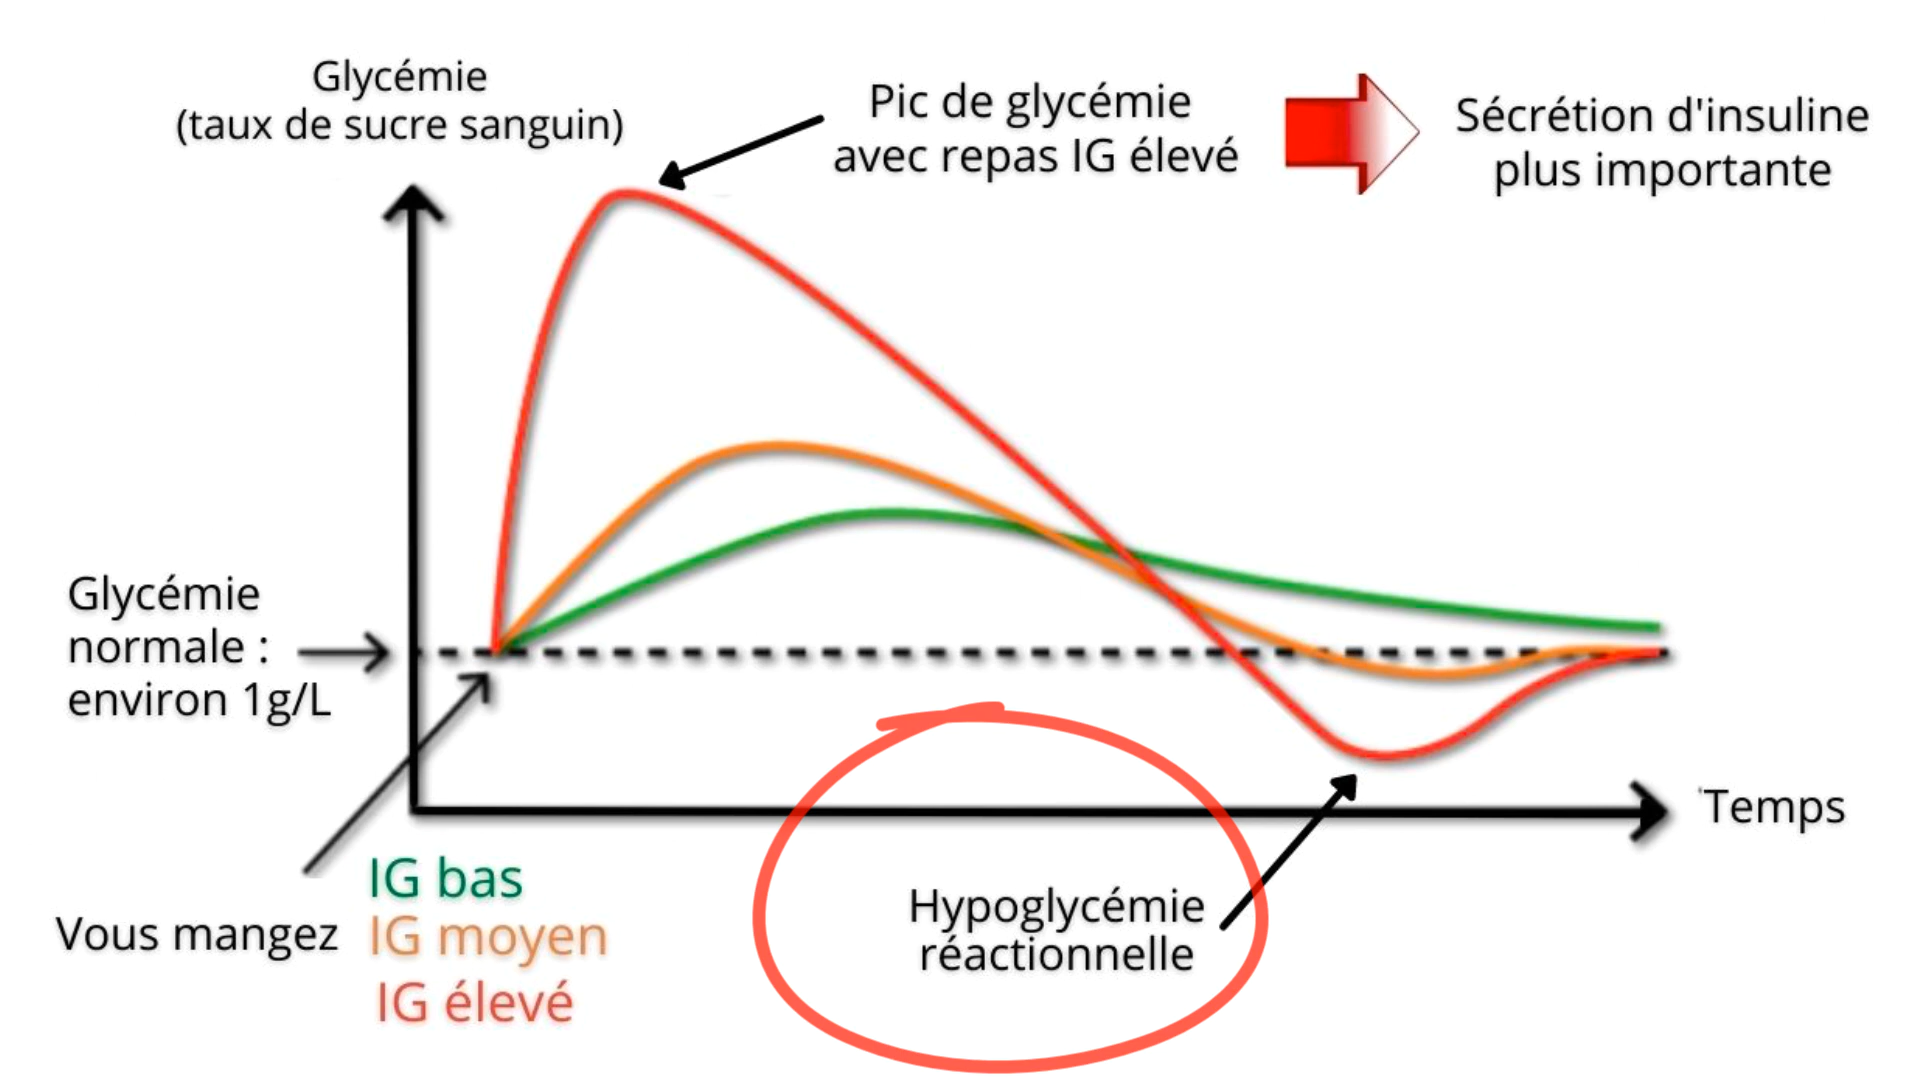 Glycémie
(taux de sucre sanguin)
Pic de glycémie
avec repas IG élevé
Sécrétion d'insuline
plus importante
Glycémie
normale :
environ 1g/L
Temps
Vous mangez
IG bas
IG moyen
IG élevé
Hypoglycémie
réactionnelle